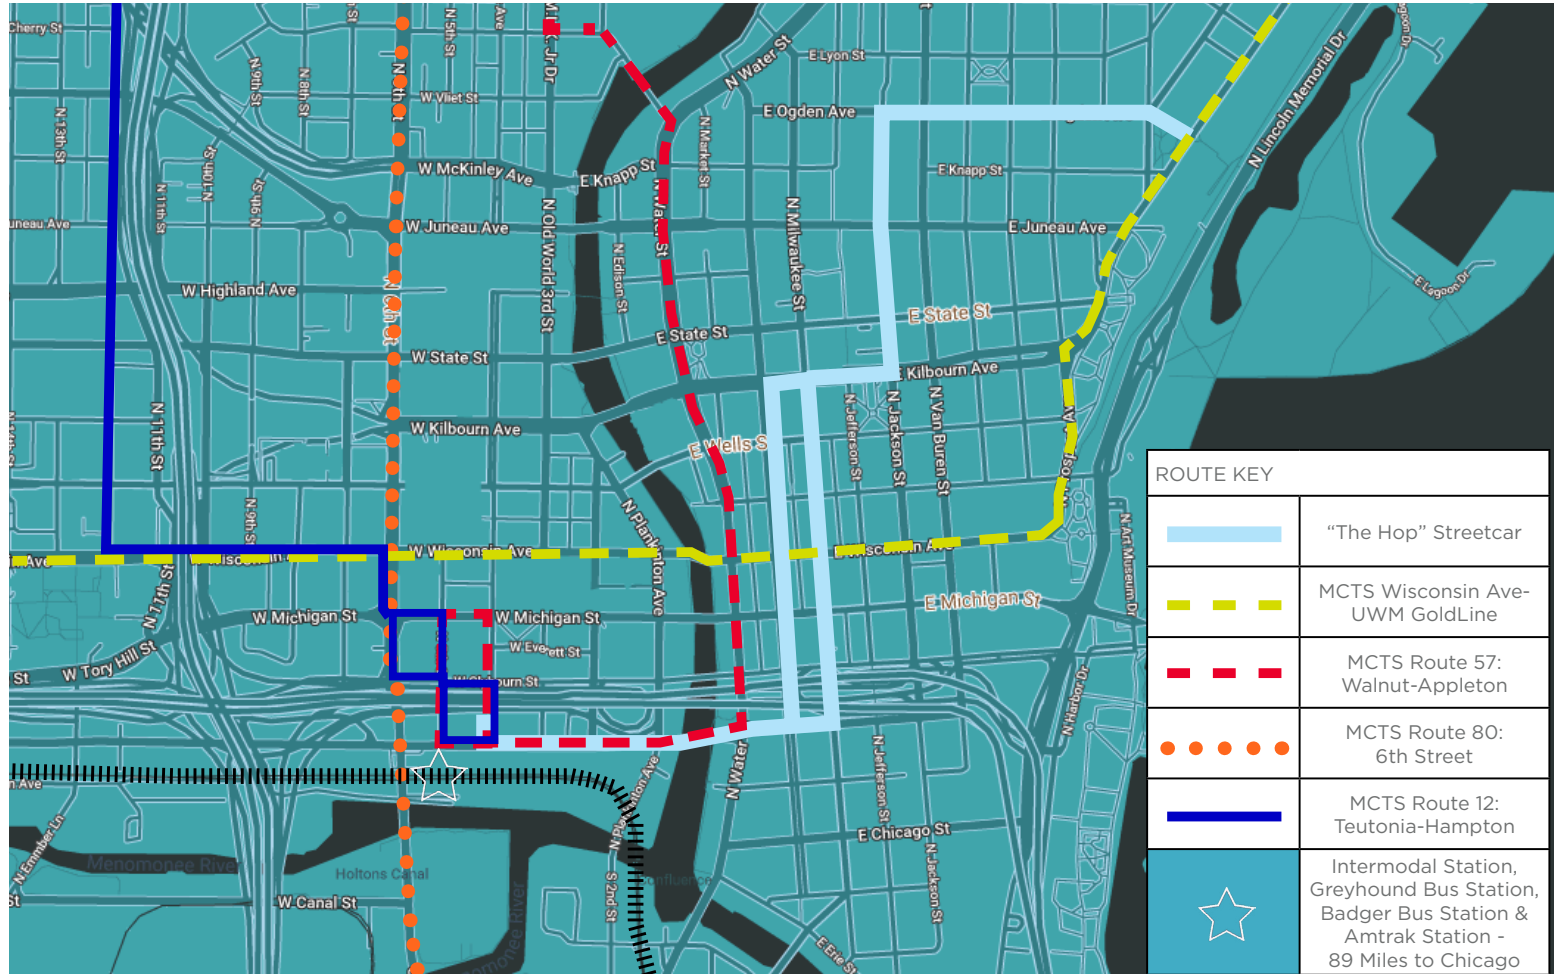 Cherry St
N 5th St
N 9th St
N 8th St
W Vliet St
N 13th St
N Water St
E Lyon St
E Ogden Ave
N Lincoln Memorial Dr
N Market St
N 10th St
N 11th St
W McKinley Ave
E Knapp St
E Knapp St
uneau Ave
W Juneau Ave
E Juneau Ave
N Old World 3rd St
N Edison St
N Water St
N Milwaukee St
W Highland Ave
E Lagoon Dr
E State St
E State St
W State St
E Kilbourn Ave
N 11th St
W Kilbourn Ave
E Wells S
N Jefferson St
N Jackson St
N Van Buren St
N 9th St
N Plankinton Ave
N Art Museum Dr
W Wisconsin Ave
E Wisconsin Ave
N 11th St
W Michigan St
W Michigan St
E Michigan St
W Everett St
W Tory Hill St
St
N Harbor Dr
N Water
N Jefferson St
n Ave
N Emmber Ln
E Chicago St
Menomonee River
Holtons Canal
S 2nd St
N Jackson St
W Canal St
E Erie St
ROUTE KEY
“The Hop” Streetcar
MCTS Wisconsin Ave-
UWM GoldLine
MCTS Route 57:
Walnut-Appleton
MCTS Route 80:
6th Street
MCTS Route 12:
Teutonia-Hampton
Intermodal Station,
Greyhound Bus Station,
Badger Bus Station &
Amtrak Station -
89 Miles to Chicago